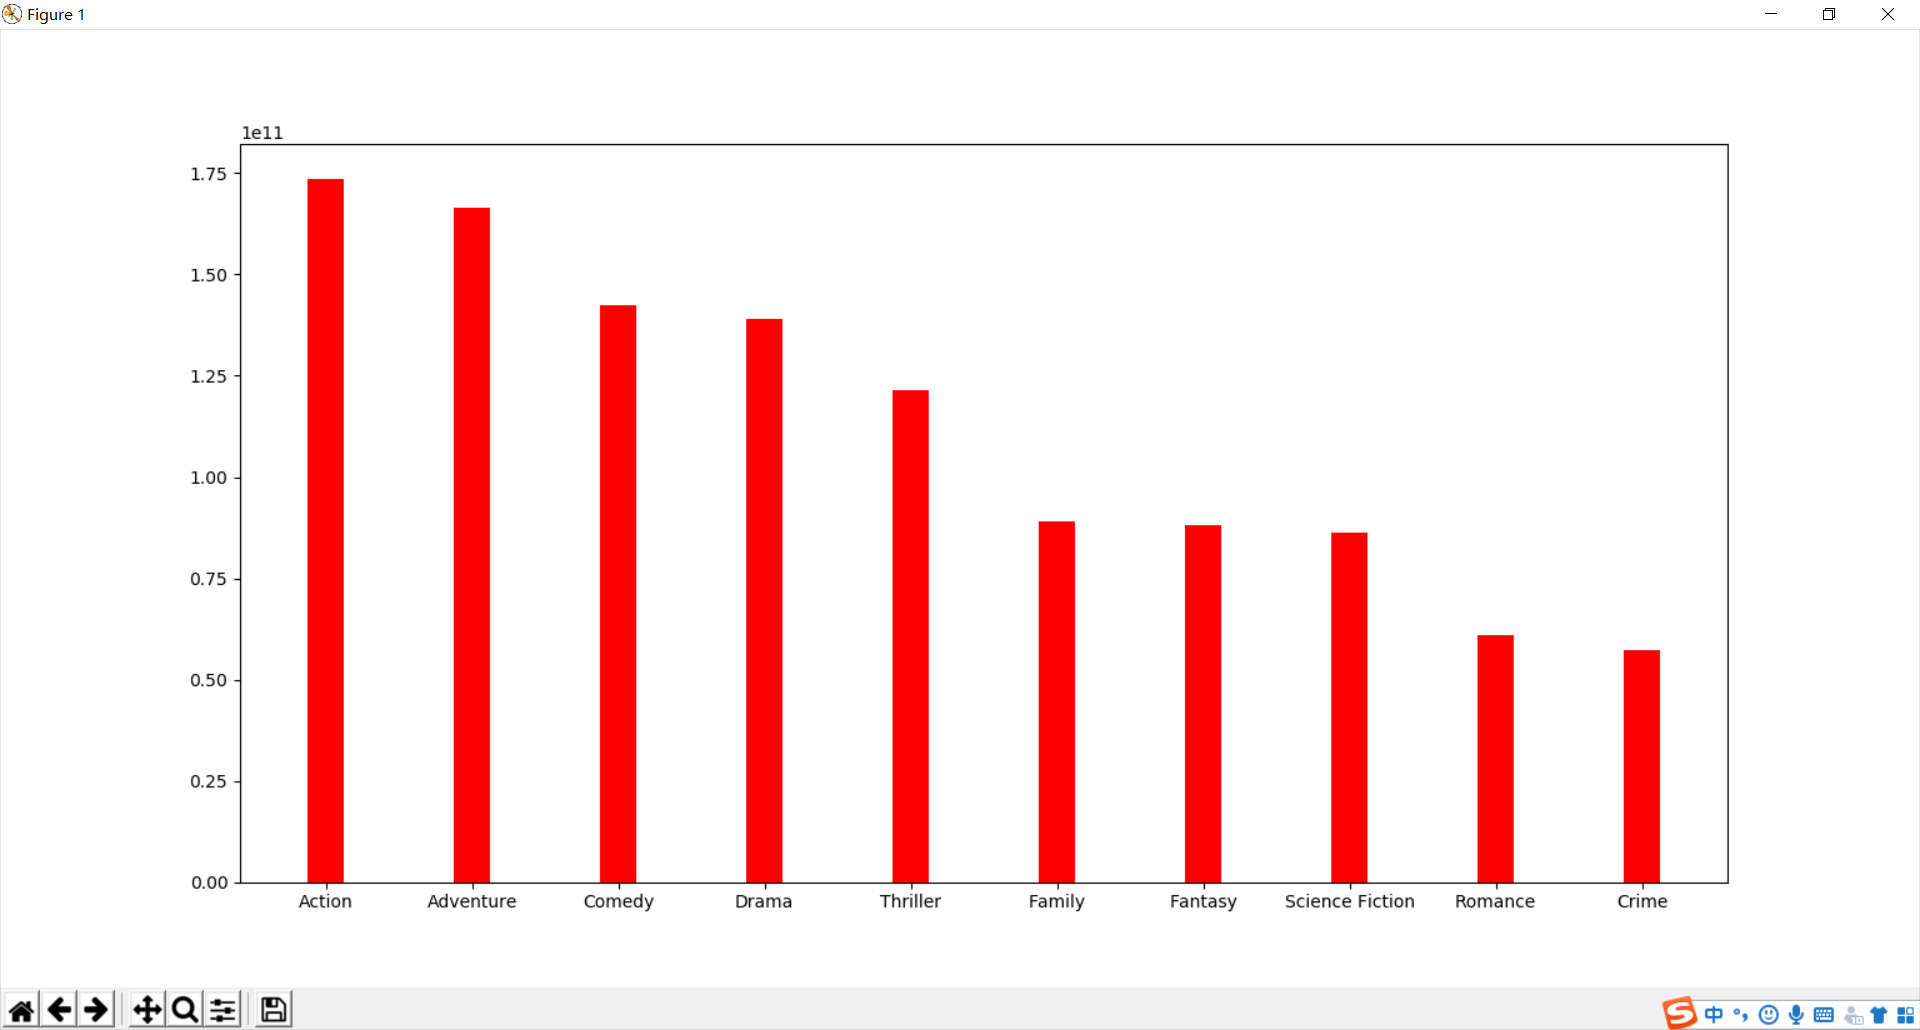 Figure 1
1e11
1.75
1.50
1.25
1.00
0.75
0.50
0.25
0.00
Action Adventure Comedy Drama Thriller Family Fantasy Science Fiction Romance Crime
S 中